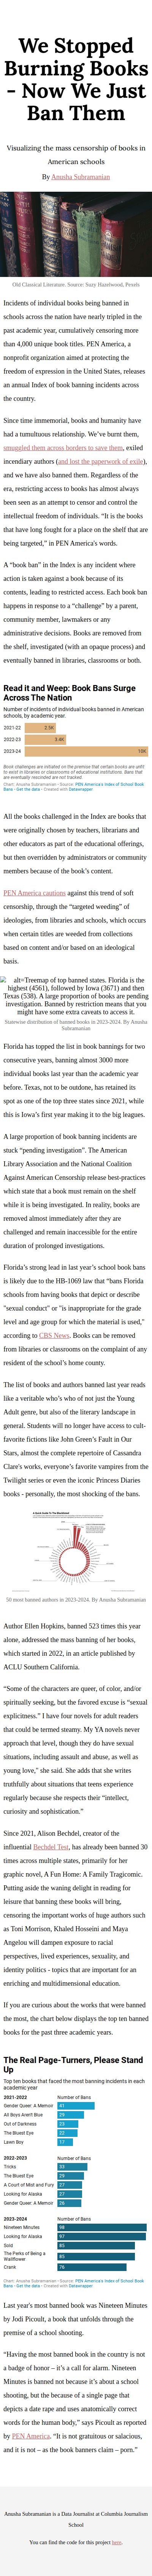 We Stopped
Burning Books
- Now We Just
Ban Them
Visualizing the mass censorship of books in
American schools
By Anusha Subramanian
Old Classical Literature. Source: Suzy Hazelwood, Pexels
Incidents of individual books being banned in
schools across the nation have nearly tripled in the
past academic year, cumulatively censoring more
than 4,000 unique book titles. PEN America, a
nonprofit organization aimed at protecting the
freedom of expression in the United States, releases
an annual Index of book banning incidents across
the country.
Since time immemorial, books and humanity have
had a tumultuous relationship. We’ve burnt them,
smuggled them across borders to save them, exiled
incendiary authors (and lost the paperwork of exile),
and we have also banned them. Regardless of the
era, restricting access to books has almost always
been seen as an attempt to censor and control the
intellectual freedom of individuals. “It is the books
that have long fought for a place on the shelf that are
being targeted,” in PEN America's words.
A “book ban” in the Index is any incident where
action is taken against a book because of its
contents, leading to restricted access. Each book ban
happens in response to a “challenge” by a parent,
community member, lawmakers or any
administrative decisions. Books are removed from
the shelf, investigated (with an opaque process) and
eventually banned in libraries, classrooms or both.
Read it and Weep: Book Bans Surge
Across The Nation
Number of incidents of individual books banned in American
schools, by academic year.
2021-22 2.5K
2022-23 3.4K
2023-24 10K
Book challenges are initiated on the premise that certain books are unfit
for exist in libraries or classrooms of educational institutions. Bans that
are eventually rescinded are not tracked.
Chart: Anusha Subramanian • Source: PEN America's Index of School Book
Bans • Get the data • Created with Datawrapper
All the books challenged in the Index are books that
were originally chosen by teachers, librarians, and
other educators as part of the educational offerings,
to be put up for approval or be overridden by school
administrators or even by other community
members because of the books' content.
PEN America cautions against this trend of soft
censorship, through the “targeted weeding” of
ideologies, from libraries and schools, which occurs
when certain titles are weeded from collections
based on content and/or based on an ideological
basis.
alt=Treemap of top banned states. Florida is the
highest (4561), followed by Iowa (3671) and then
Texas (538). A large proportion of books are pending
investigation. Banned by restriction means that you
might have some extra caveats to access it.
Statewise distribution of banned books in 2023-2024. By Anusha
Subramanian
Florida has topped the list in book bannings for two
consecutive years, banning almost 3000 more
individual books last year than the academic year
before. Texas, not to be outdone, has retained its
spot as one of the top three states since 2021, while
this is Iowa’s first year making it to the big leagues.
A large proportion of book banning incidents are
stuck “pending investigation”. The American
Library Association and the National Coalition
Against American Censorship release best-practices
which state that a book must remain on the shelf
while it is being investigated. In reality, books are
removed almost immediately after they are
challenged and remain inaccessible for the entire
duration of prolonged investigations.
Florida’s strong lead in last year’s school book bans
is likely due to the HB-1069 law that “bans Florida
schools from having books that depict or describe
"sexual conduct" or "is inappropriate for the grade
level and age group for which the material is used,"
according to CBS News. Books can be removed
from libraries or classrooms on the complaint of any
resident of the school’s home county.
The list of books and authors banned last year reads
like a veritable who’s who of not just the Young
Adult genre, but also of the literary landscape in
general. Students will no longer have access to cult-
favorite fictions like John Green’s Fault in Our
Stars, almost the complete repertoire of Cassandra
Clare's works, everyone’s favorite vampires from the
Twilight series or even the iconic Princess Diaries
books - personally, the most shocking of the bans.
50 most banned authors in 2023-2024. By Anusha Subramanian
Author Ellen Hopkins, banned 523 times this year
alone, addressed the mass banning of her books,
which started in 2022, in an article published by
ACLU Southern California.
“Some of the characters are queer, of color, and/or
spiritually seeking, but the favored excuse is “sexual
explicitness.” I have four novels for adult readers
that could be termed steamy. My YA novels never
approach that level, though they do have sexual
situations, including sexual assault and abuse, as well as
young love," she said. She adds that she writes
truthfully about situations that teens experience
regularly because she respects their “intellect,
curiosity and sophistication.”
Since 2021, Alison Bechdel, creator of the
influential Bechdel Test, has already been banned 30
times across multiple states, primarily for her
graphic novel, A Fun Home: A Family Tragicomic.
Putting aside the waning delight in reading for
leisure that banning these books will bring,
censoring the important works of huge authors such
as Toni Morrison, Khaled Hosseini and Maya
Angelou will dampen exposure to racial
perspectives, lived experiences, sexuality, and
identity politics - topics that are important for an
enriching and multidimensional education.
If you are curious about the works that were banned
the most, the chart below displays the top banned
books of the past three academic years.
The Real Page-Turners, Please Stand
Up
Top ten books that faced the most banning incidents in each
academic year
2021-2022 Number of Bans
Gender Queer: A Memoir 41
All Boys Aren't Blue 29
Out of Darkness 23
The Bluest Eye 22
Lawn Boy 17
2022-2023 Number of Bans
Tricks 33
The Bluest Eye 29
A Court of Mist and Fury 27
Looking for Alaska 27
Gender Queer: A Memoir 26
2023-2024 Number of Bans
Nineteen Minutes 98
Looking for Alaska 97
Sold 85
The Perks of Being a
Wallflower 85
Crank 76
Chart: Anusha Subramanian • Source: PEN America's Index of School Book
Bans • Get the data • Created with Datawrapper
Last year's most banned book was Nineteen Minutes
by Jodi Picoult, a book that unfolds through the
premise of a school shooting.
“Having the most banned book in the country is not
a badge of honor – it’s a call for alarm. Nineteen
Minutes is banned not because it’s about a school
shooting, but because of a single page that
depicts a date rape and uses anatomically correct
words for the human body,” says Picoult as reported
by PEN America. “It is not gratuitous or salacious,
and it is not – as the book banners claim – porn.”
Anusha Subramanian is a Data Journalist at Columbia Journalism
School
You can find the code for this project here.